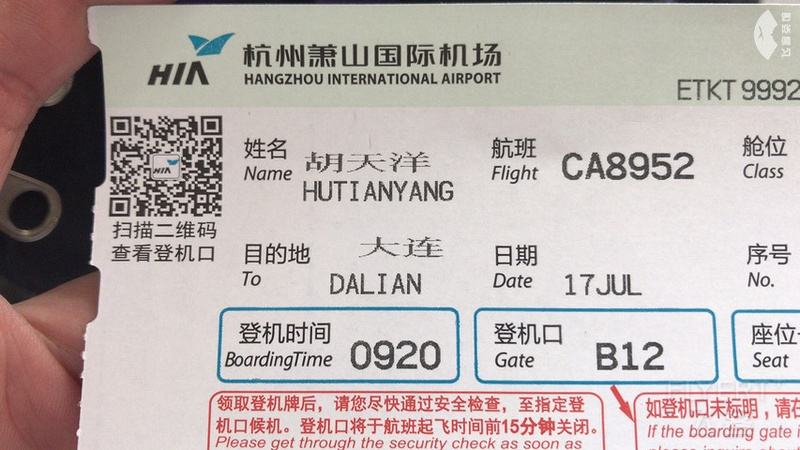 HIA 杭州萧山国际机场
HANGZHOU INTERNATIONAL AIRPORT
ETKT 9992
姓名 胡天洋 航班 CA8952 舱位
Name HUTIANYANG Flight Class
扫描二维码
查看登机口
目的地 大连 日期 序号
To DALIAN Date 17JUL No.
登机时间 登机口 座位
BoardingTime 0920 Gate B12 Seat
领取登机牌后，请您尽快通过安全检查，至指定登 如登机口未标明，请在
机口候机。登机口将于航班起飞时间前15分钟关闭。 If the boarding gate i
Please get through the security check as soon as